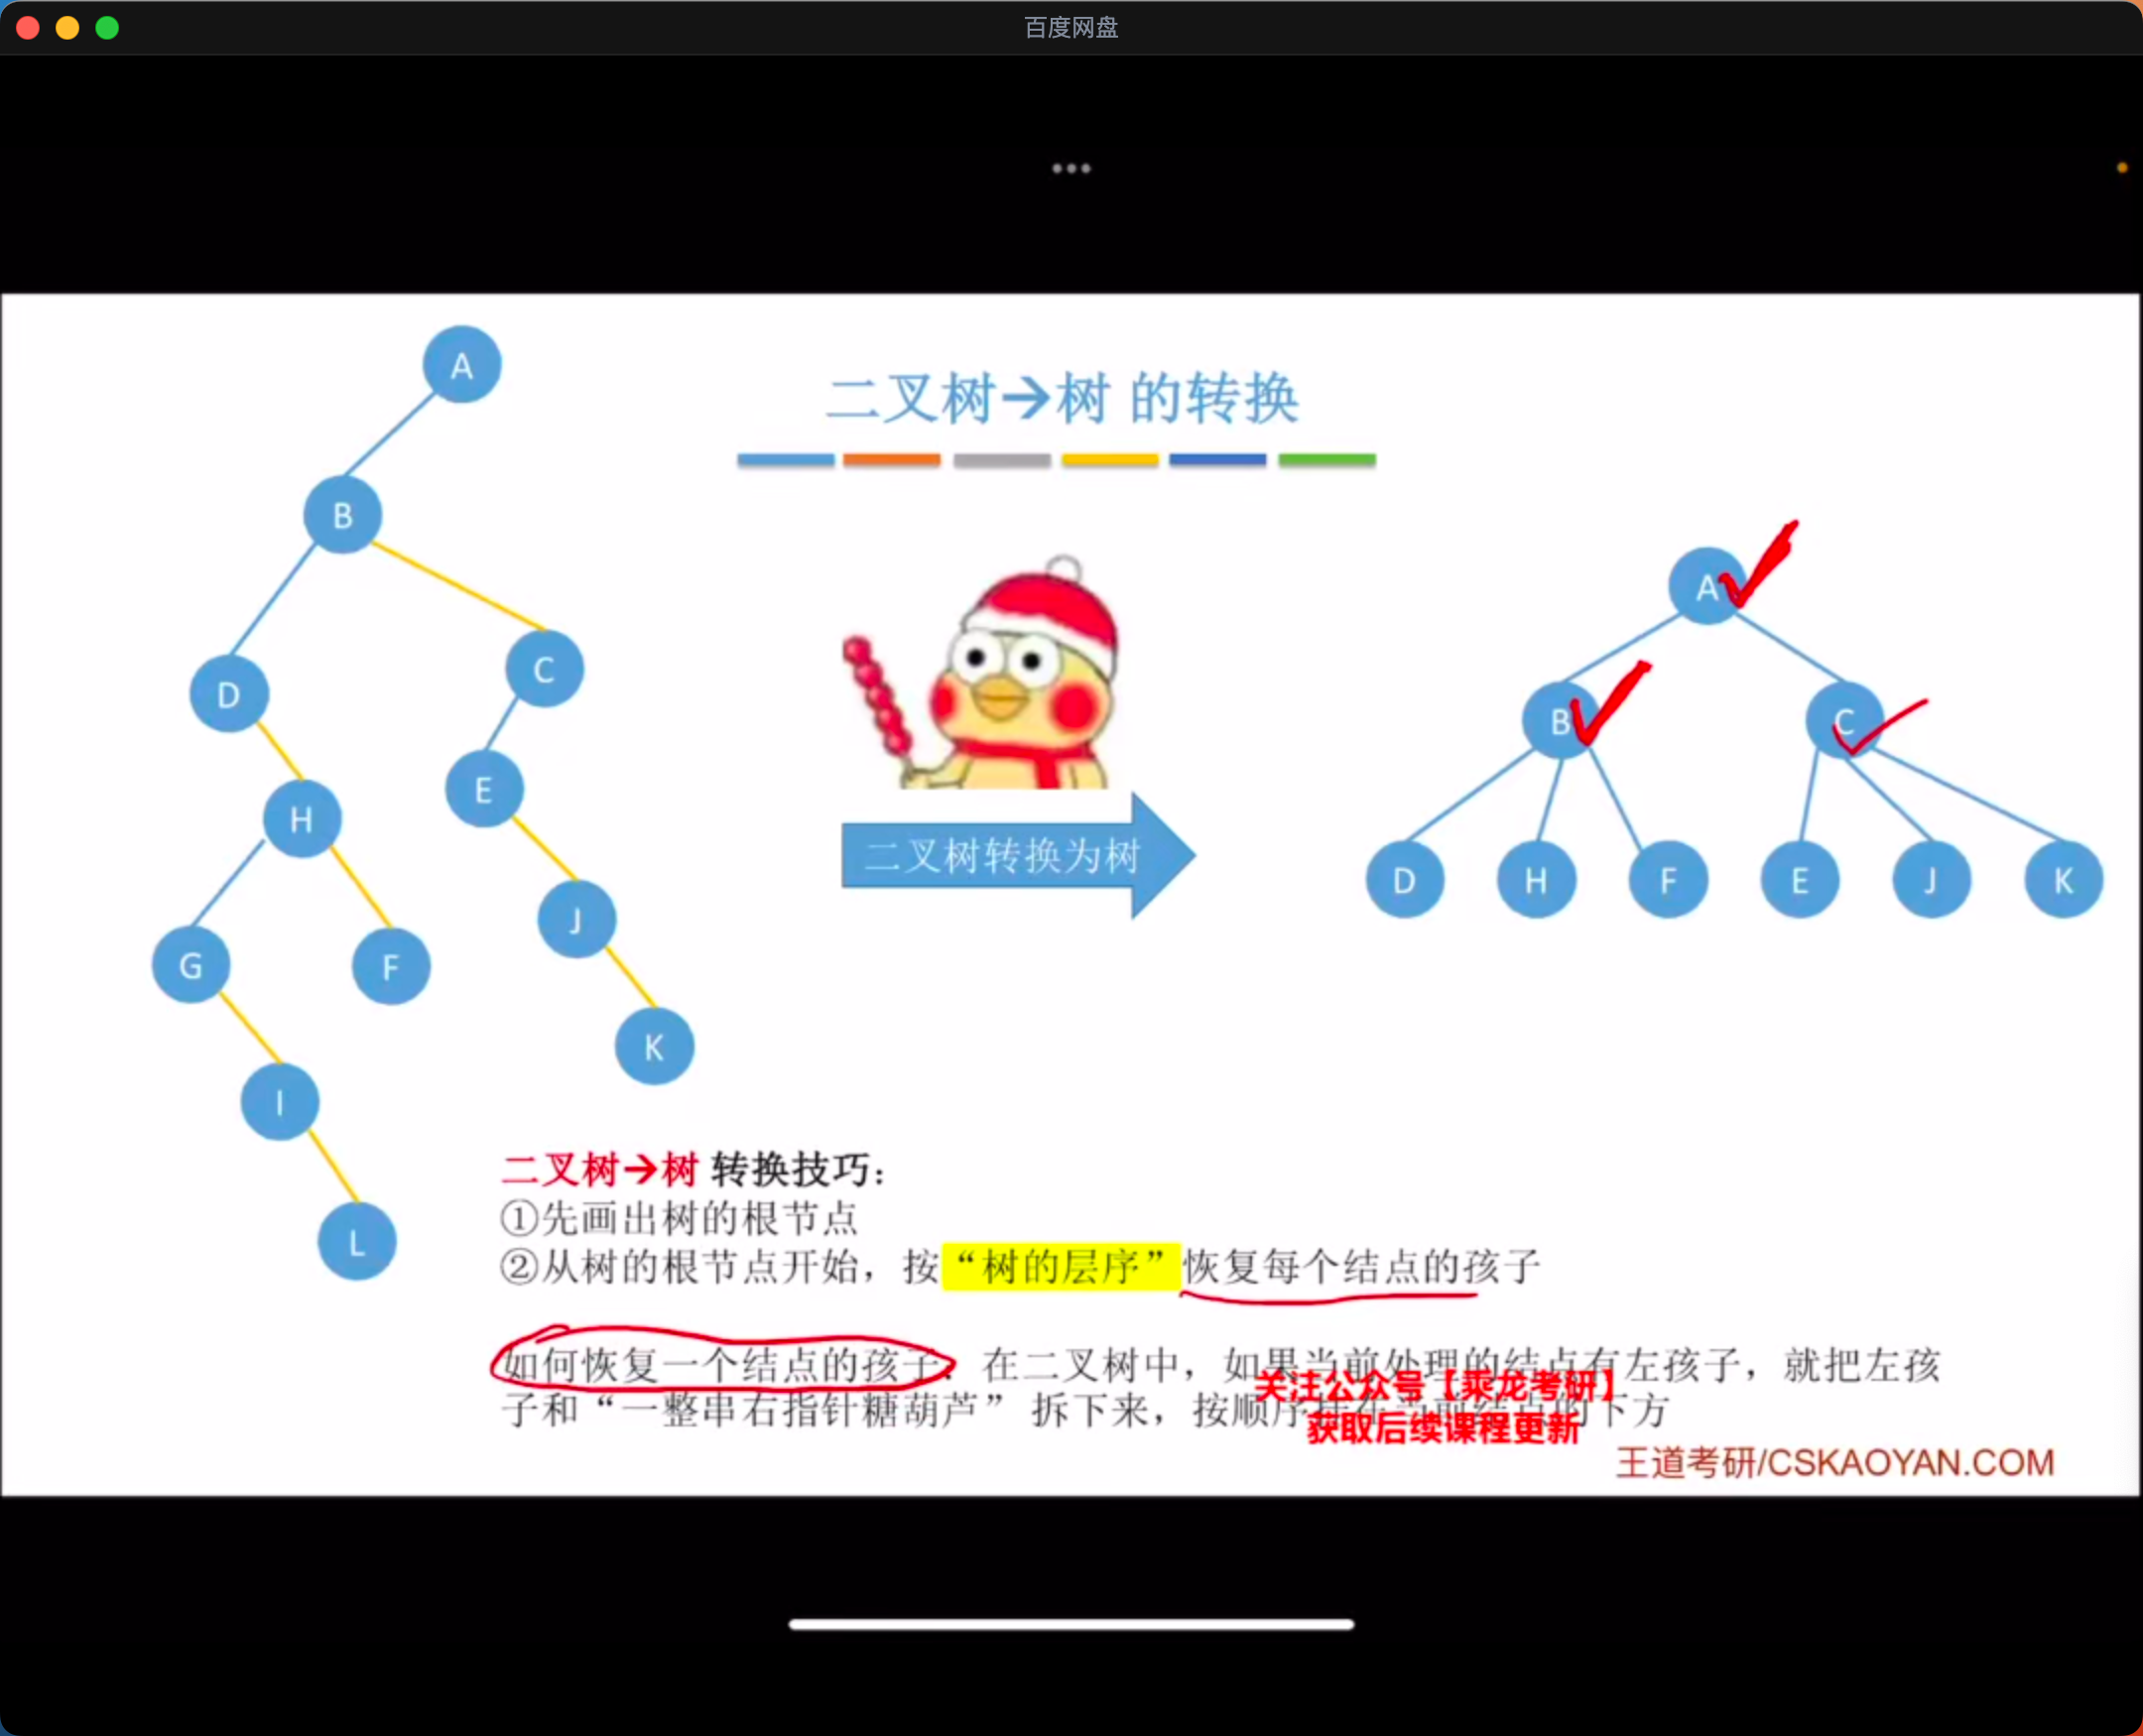 百度网盘
二叉树→树 的转换
A
B
D
C
H
E
G
F
J
I
K
L
二叉树转换为树
A
B
C
D
H
F
E
J
K
二叉树→树 转换技巧：
①先画出树的根节点
②从树的根节点开始，按“树的层序”恢复每个结点的孩子
如何恢复一个结点的孩子：在二叉树中，如果当前处理的结点有左孩子，就把左孩
子和“一整串右指针糖葫芦” 拆下来，按顺序挂在当前结点的下方
关注公众号【乘龙考研】
获取后续课程更新
王道考研/CSKAOYAN.COM